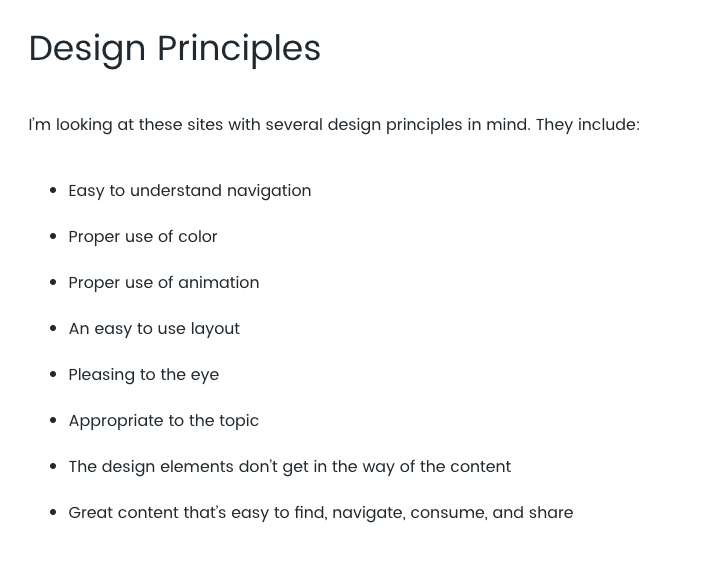 Design Principles
I'm looking at these sites with several design principles in mind. They include:
• Easy to understand navigation
• Proper use of color
• Proper use of animation
• An easy to use layout
• Pleasing to the eye
• Appropriate to the topic
• The design elements don't get in the way of the content
• Great content that's easy to find, navigate, consume, and share